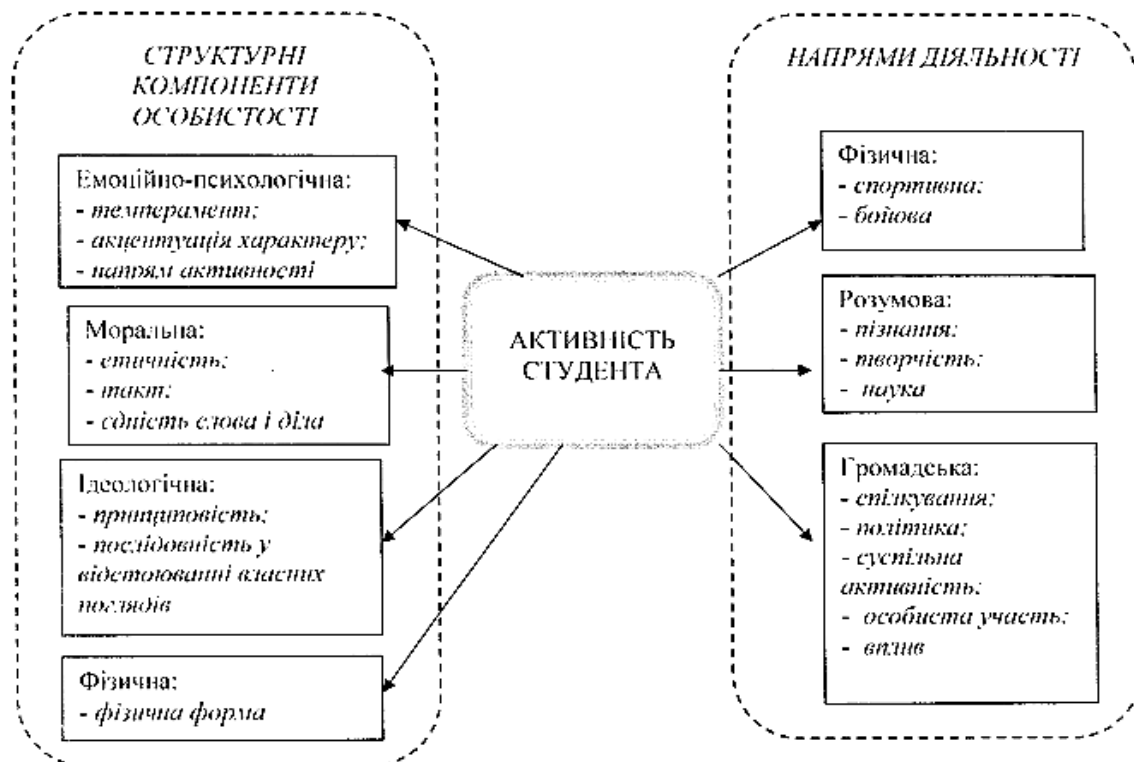 СТРУКТУРНІ
КОМПОНЕНТИ
ОСОБИСТОСТІ
Емоційно-психологічна:
- темперамент;
- акцентуація характеру;
- напрям активності
Моральна:
- етичність;
- такт;
- єдність слова і діла
Ідеологічна:
- принциповість;
- послідовність у
відстоюванні власних
поглядів
Фізична:
- фізична форма
АКТИВНІСТЬ
СТУДЕНТА
НАПРЯМИ ДІЯЛЬНОСТІ
Фізична:
- спортивна;
- бойова
Розумова:
- пізнання;
- творчість;
- наука
Громадська:
- спілкування;
- політика;
- суспільна
активність;
- особиста участь;
- вплив